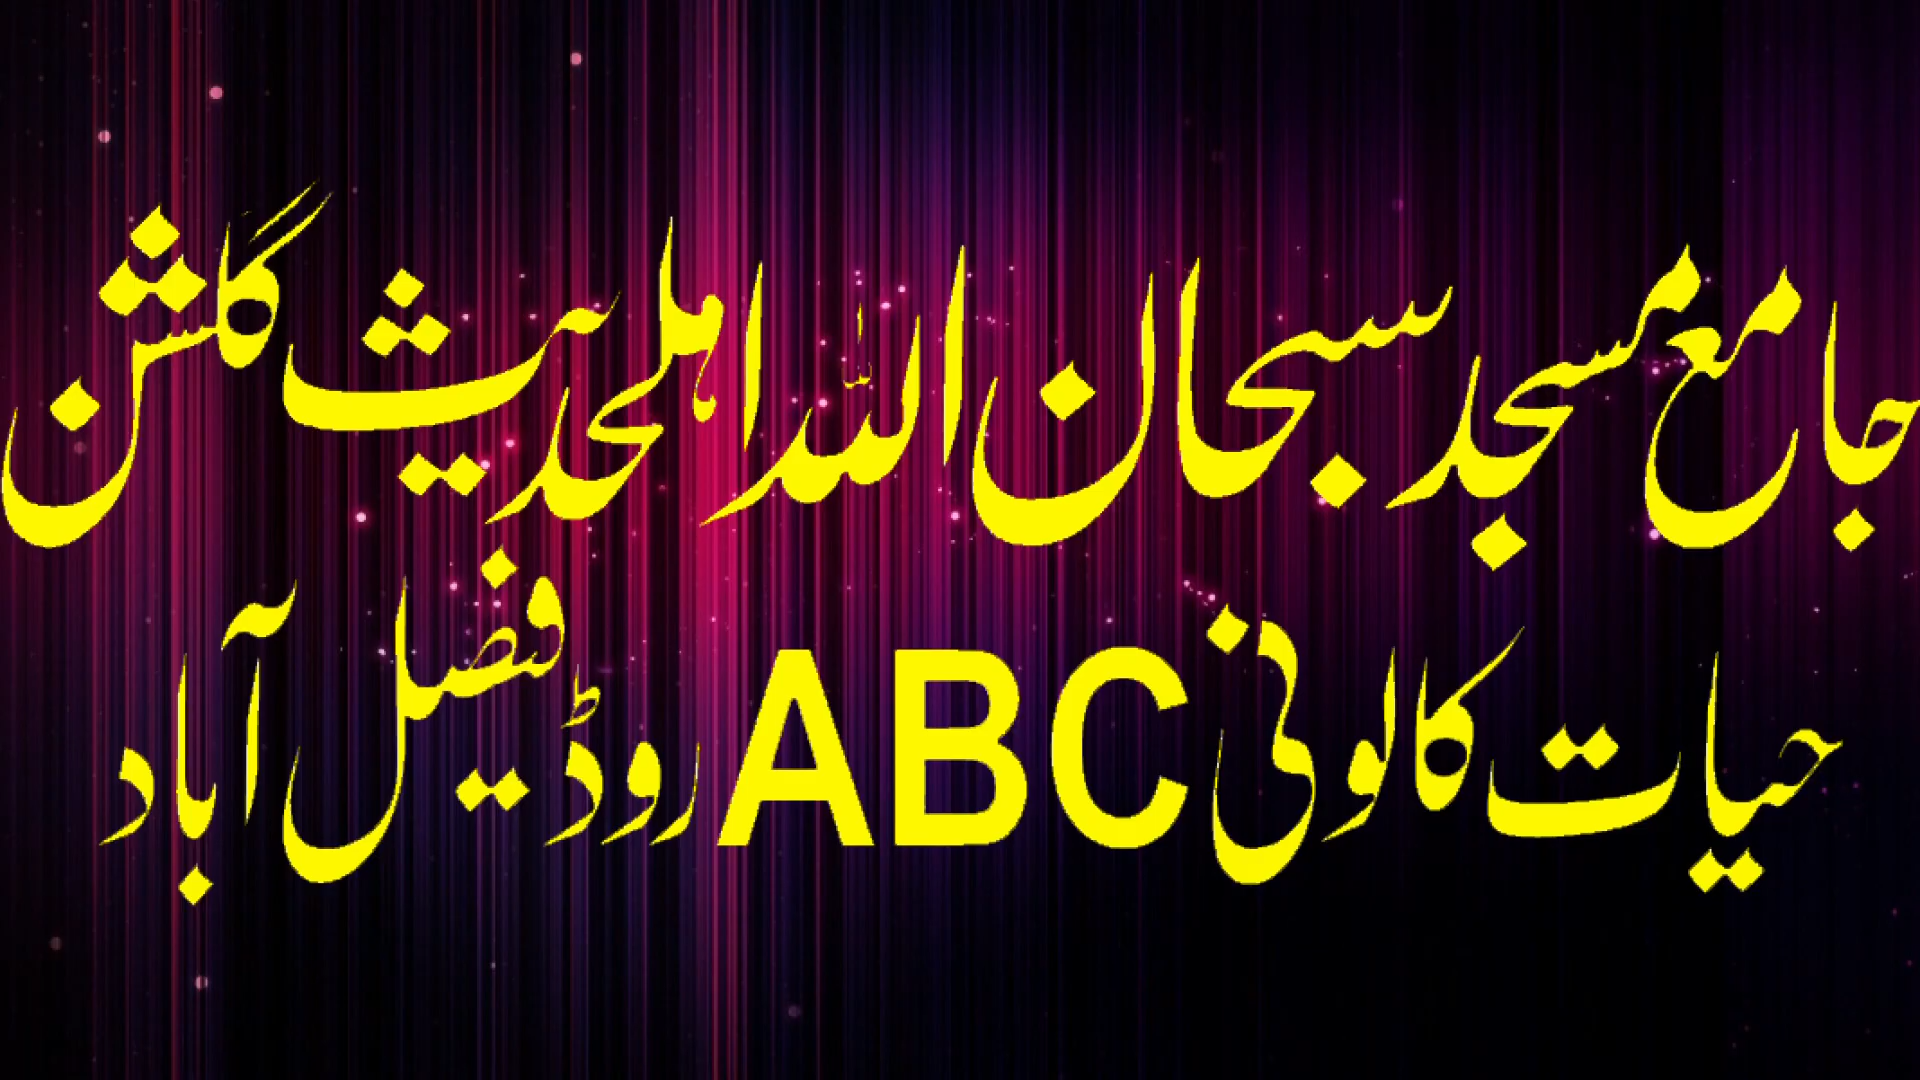 جامع مسجد سبحان اللہ اہلحدیث گلشن
حیات کالونی ABC روڈ فیصل آباد